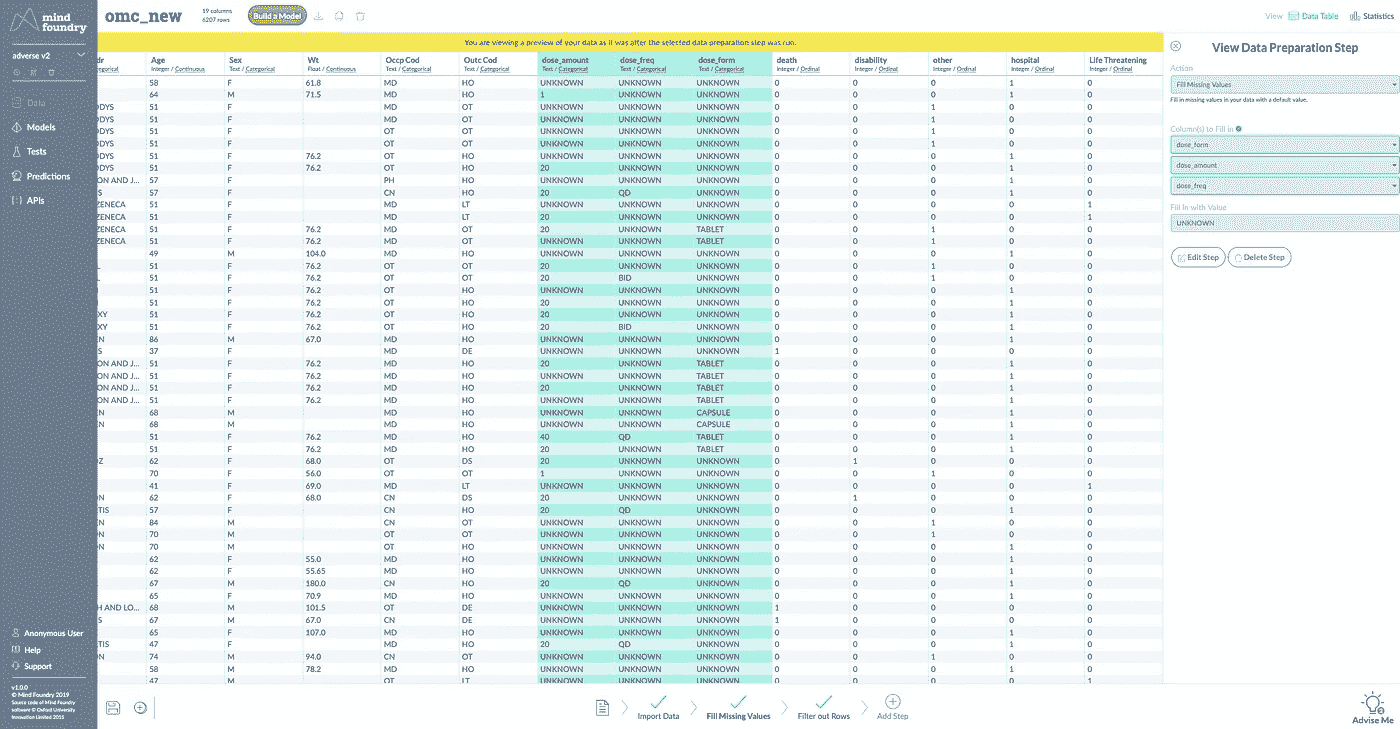 mind foundry
adverse v2
Data
Models
Tests
Predictions
APIs
Anonymous User
Help
Support
v1.0.0
© Mind Foundry 2019
Source code of Mind Foundry
software © Oxford University
Innovation Limited 2015
omc_new
19 columns
6207 rows
Build a Model
View Data Table Statistics
You are viewing a preview of your data as it was after the selected data preparation step was run.
dr Age Sex Wt Occp Cod Outc Cod dose_amount dose_freq dose_form death disability other hospital Life Threatening
egorical Integer / Continuous Text / Categorical Float / Continuous Text / Categorical Text / Categorical Text / Categorical Text / Categorical Text / Categorical Integer / Ordinal Integer / Ordinal Integer / Ordinal Integer / Ordinal Integer / Ordinal
58 F 61.8 MD HO UNKNOWN UNKNOWN UNKNOWN 0 0 0 1 0
64 M 71.5 MD HO 1 UNKNOWN UNKNOWN 0 0 0 1 0
DDYS 51 F MD OT UNKNOWN UNKNOWN UNKNOWN 0 0 1 0 0
DDYS 51 F MD OT UNKNOWN UNKNOWN UNKNOWN 0 0 1 0 0
DDYS 51 F OT OT UNKNOWN UNKNOWN UNKNOWN 0 0 1 0 0
DDYS 51 F OT OT UNKNOWN UNKNOWN UNKNOWN 0 0 1 0 0
DDYS 51 F 76.2 OT HO UNKNOWN UNKNOWN UNKNOWN 0 0 0 1 0
DDYS 51 F 76.2 OT HO 20 UNKNOWN UNKNOWN 0 0 0 1 0
ON AND J... 57 F PH HO UNKNOWN UNKNOWN UNKNOWN 0 0 0 1 0
S 57 F CN HO 20 QD UNKNOWN 0 0 0 1 0
ZENECA 51 F MD LT UNKNOWN UNKNOWN UNKNOWN 0 0 0 0 1
ZENECA 51 F MD LT 20 UNKNOWN UNKNOWN 0 0 0 0 1
ZENECA 51 F 76.2 MD OT 20 UNKNOWN TABLET 0 0 1 0 0
ZENECA 51 F 76.2 MD OT UNKNOWN UNKNOWN TABLET 0 0 1 0 0
49 M 104.0 MD HO UNKNOWN UNKNOWN UNKNOWN 0 0 0 1 0
L 51 F 76.2 OT OT 20 UNKNOWN UNKNOWN 0 0 1 0 0
L 51 F 76.2 OT OT 20 BID UNKNOWN 0 0 1 0 0
51 F 76.2 OT HO UNKNOWN UNKNOWN UNKNOWN 0 0 0 1 0
51 F 76.2 OT HO 20 UNKNOWN UNKNOWN 0 0 0 1 0
XY 51 F 76.2 OT HO 20 UNKNOWN UNKNOWN 0 0 0 1 0
XY 51 F 76.2 OT HO 20 BID UNKNOWN 0 0 0 1 0
EN 86 M 67.0 MD HO UNKNOWN UNKNOWN UNKNOWN 0 0 0 1 0
S 37 F MD DE UNKNOWN UNKNOWN UNKNOWN 1 0 0 0 0
ON AND J... 51 F 76.2 MD HO 20 UNKNOWN TABLET 0 0 0 1 0
ON AND J... 51 F 76.2 MD HO UNKNOWN UNKNOWN TABLET 0 0 0 1 0
ON AND J... 51 F 76.2 MD HO 20 UNKNOWN TABLET 0 0 0 1 0
ON AND J... 51 F 76.2 MD HO UNKNOWN UNKNOWN TABLET 0 0 0 1 0
EN 68 M MD HO UNKNOWN UNKNOWN CAPSULE 0 0 0 1 0
N 68 M MD HO UNKNOWN UNKNOWN CAPSULE 0 0 0 1 0
51 F 76.2 MD HO 40 QD TABLET 0 0 0 1 0
51 F 76.2 MD HO 20 UNKNOWN TABLET 0 0 0 1 0
OZ 62 F 68.0 OT DS 20 UNKNOWN UNKNOWN 0 1 0 0 0
70 F 56.0 OT OT 1 UNKNOWN UNKNOWN 0 0 1 0 0
41 F 69.0 MD LT UNKNOWN UNKNOWN UNKNOWN 0 0 0 0 1
ON 62 F 68.0 CN DS 20 UNKNOWN UNKNOWN 0 1 0 0 0
TIS 57 F CN HO 20 QD UNKNOWN 0 0 0 1 0
EN 84 M CN OT UNKNOWN UNKNOWN UNKNOWN 0 0 1 0 0
N 70 M OT OT UNKNOWN UNKNOWN UNKNOWN 0 0 1 0 0
N 70 M OT HO UNKNOWN UNKNOWN UNKNOWN 0 0 0 1 0
62 F 55.0 MD HO UNKNOWN UNKNOWN UNKNOWN 0 0 0 1 0
62 F 55.65 MD HO UNKNOWN UNKNOWN UNKNOWN 0 0 0 1 0
67 M 180.0 CN HO 20 QD UNKNOWN 0 0 0 1 0
65 F 70.9 MD HO UNKNOWN UNKNOWN UNKNOWN 0 0 0 1 0
H AND LO... 68 M 101.5 OT DE UNKNOWN UNKNOWN UNKNOWN 1 0 0 0 0
S 67 M 67.0 CN DE UNKNOWN UNKNOWN UNKNOWN 1 0 0 0 0
65 F 107.0 MD HO UNKNOWN UNKNOWN UNKNOWN 0 0 0 1 0
TIS 47 F MD HO 20 QD UNKNOWN 0 0 0 1 0
ON 74 M 94.0 CN OT UNKNOWN UNKNOWN UNKNOWN 0 0 1 0 0
58 M 78.2 MD HO UNKNOWN UNKNOWN UNKNOWN 0 0 0 1 0
47 M OT LT UNKNOWN UNKNOWN UNKNOWN 0 0 0 0 1
View Data Preparation Step
Action
Fill Missing Values
Fill in missing values in your data with a default value.
Column(s) to Fill in
dose_form
dose_amount
dose_freq
Fill In with Value
UNKNOWN
Edit Step Delete Step
Import Data Fill Missing Values Filter out Rows Add Step
Advise Me